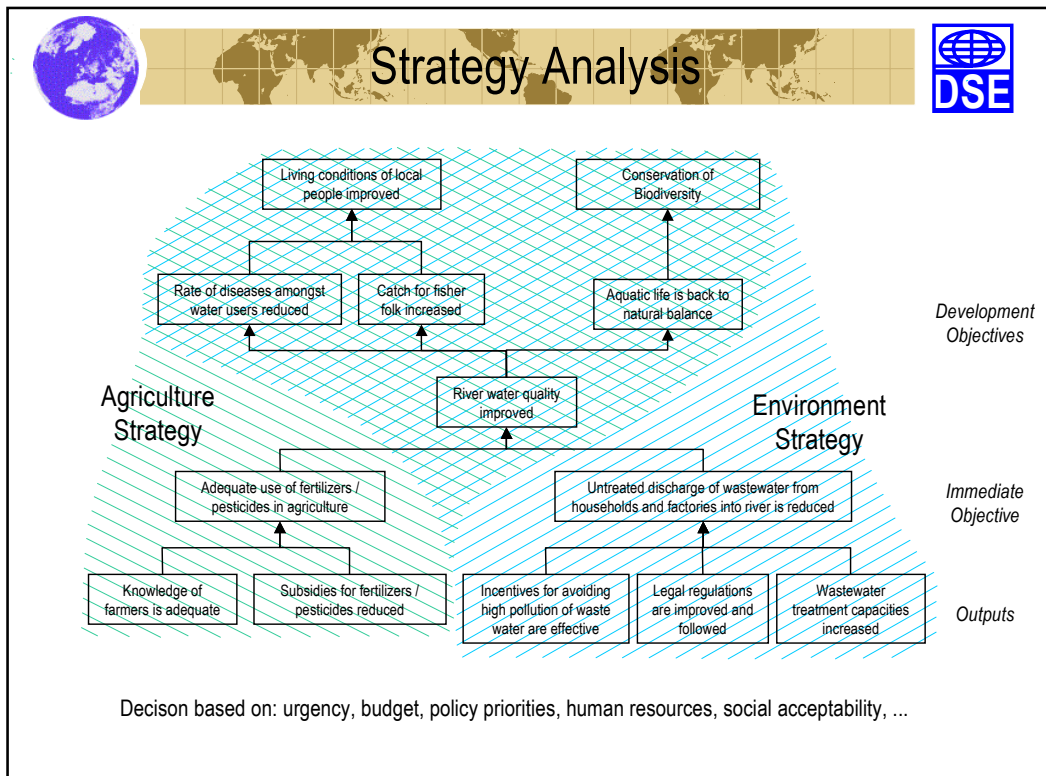 Strategy Analysis
DSE
Living conditions of local
people improved
Conservation of
Biodiversity
Rate of diseases amongst
water users reduced
Catch for fisher
folk increased
Aquatic life is back to
natural balance
Development
Objectives
River water quality
improved
Agriculture
Strategy
Environment
Strategy
Adequate use of fertilizers /
pesticides in agriculture
Untreated discharge of wastewater from
households and factories into river is reduced
Immediate
Objective
Knowledge of
farmers is adequate
Subsidies for fertilizers /
pesticides reduced
Incentives for avoiding
high pollution of waste
water are effective
Legal regulations
are improved and
followed
Wastewater
treatment capacities
increased
Outputs
Decison based on: urgency, budget, policy priorities, human resources, social acceptability, ...